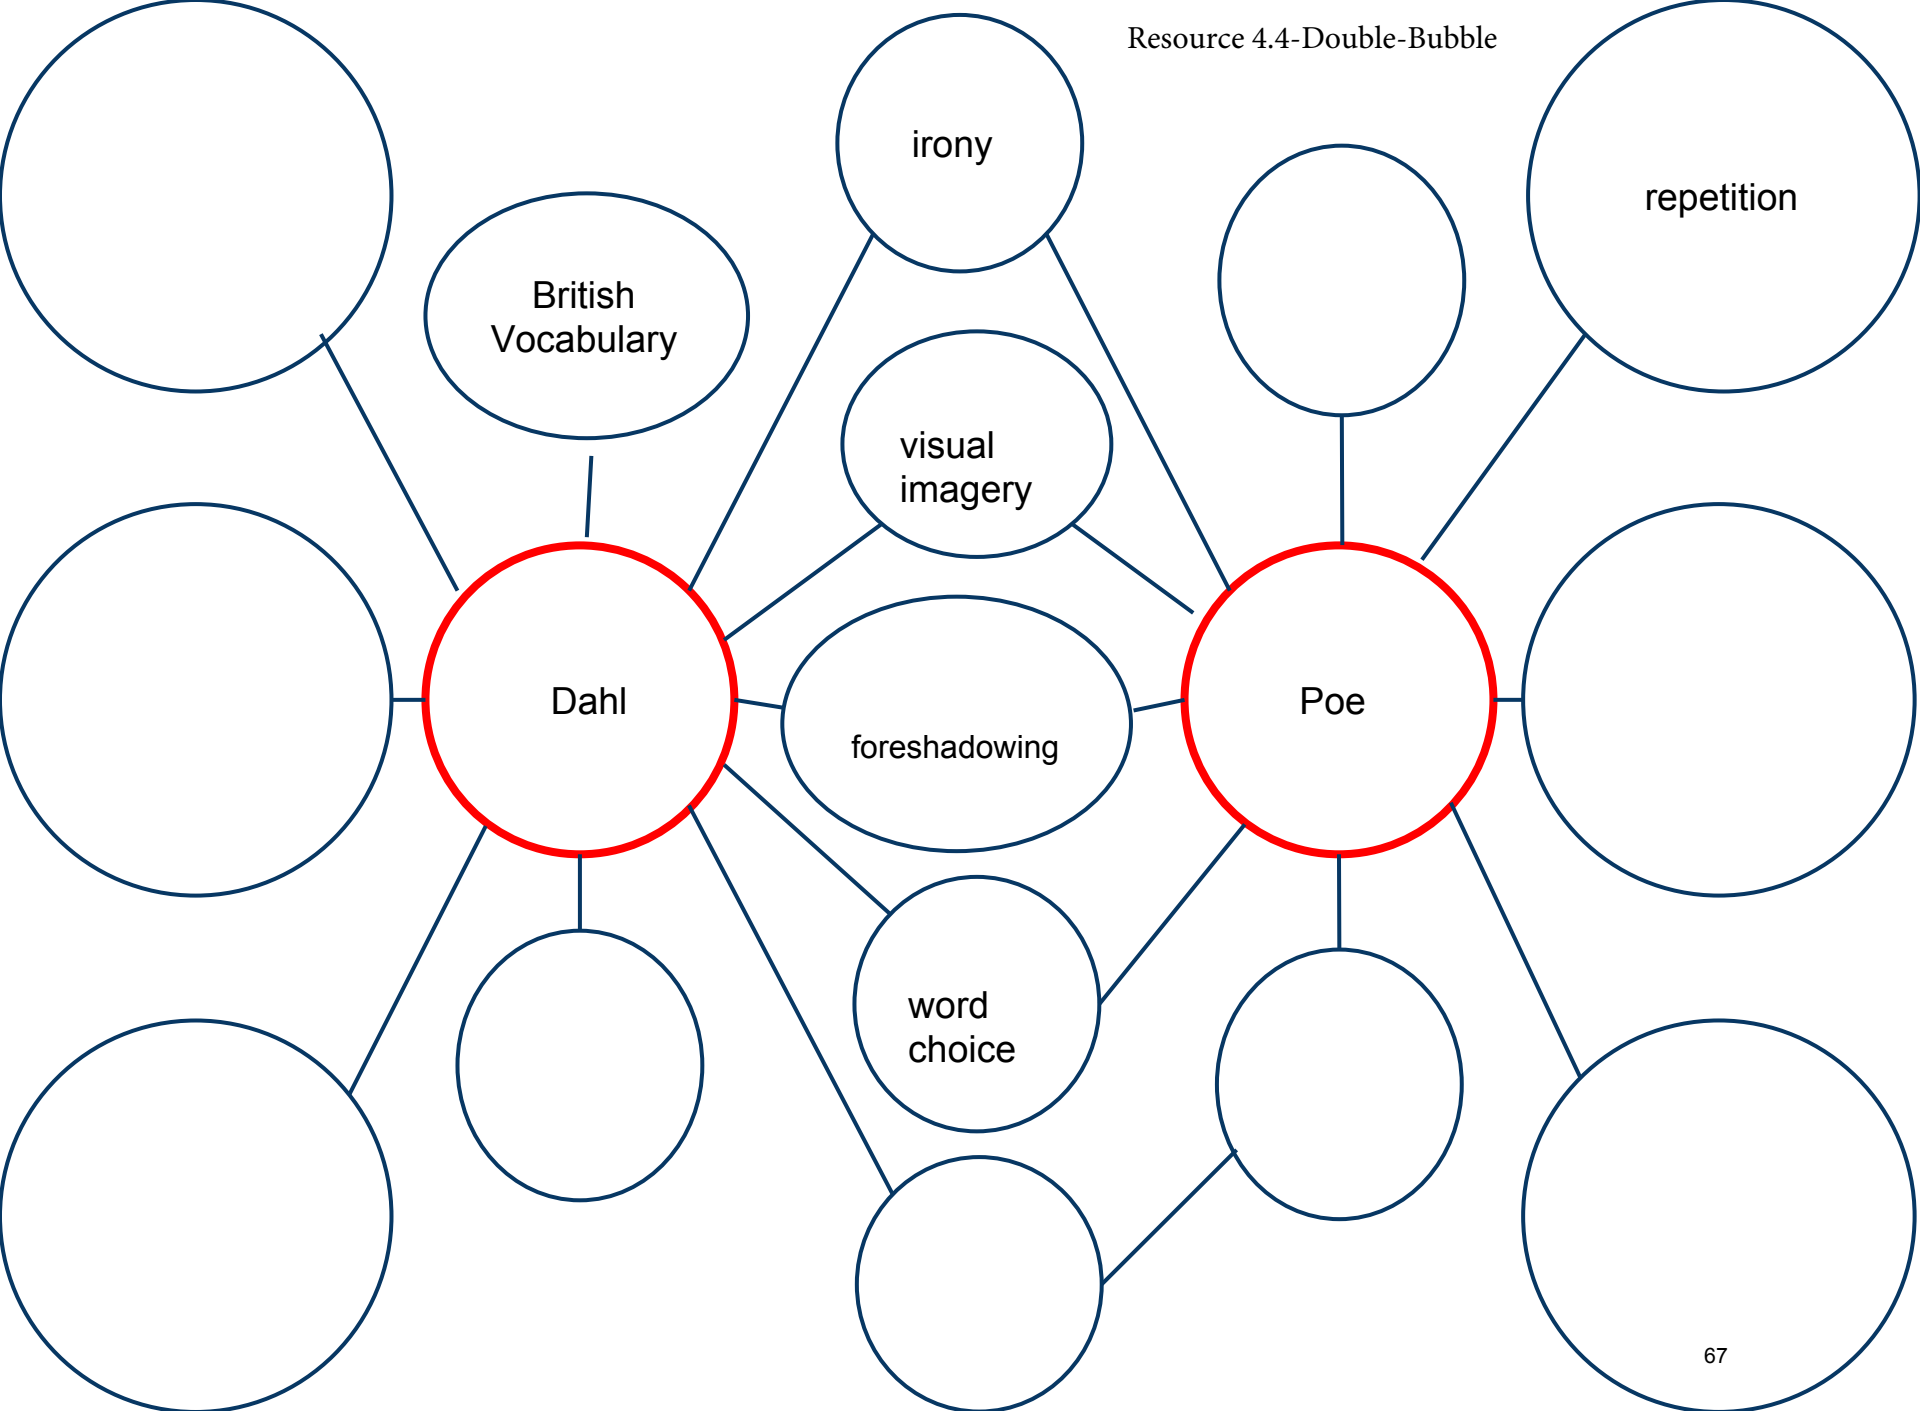 Resource 4.4-Double-Bubble
irony
repetition
British
Vocabulary
visual
imagery
Dahl
Poe
foreshadowing
word
choice
67